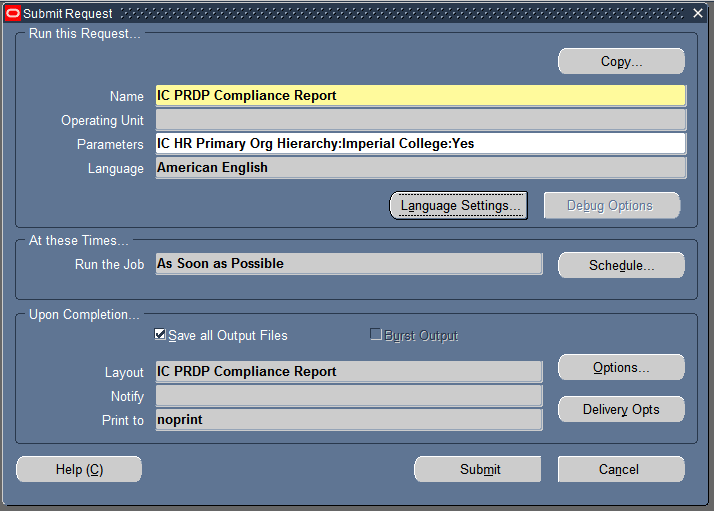 Submit Request
Run this Request...
Copy...
Name IC PRDP Compliance Report
Operating Unit
Parameters IC HR Primary Org Hierarchy:Imperial College:Yes
Language American English
Language Settings... Debug Options
At these Times...
Run the Job As Soon as Possible Schedule...
Upon Completion...
Save all Output Files Burst Output
Layout IC PRDP Compliance Report Options...
Notify
Delivery Opts
Print to noprint
Help (C) Submit Cancel